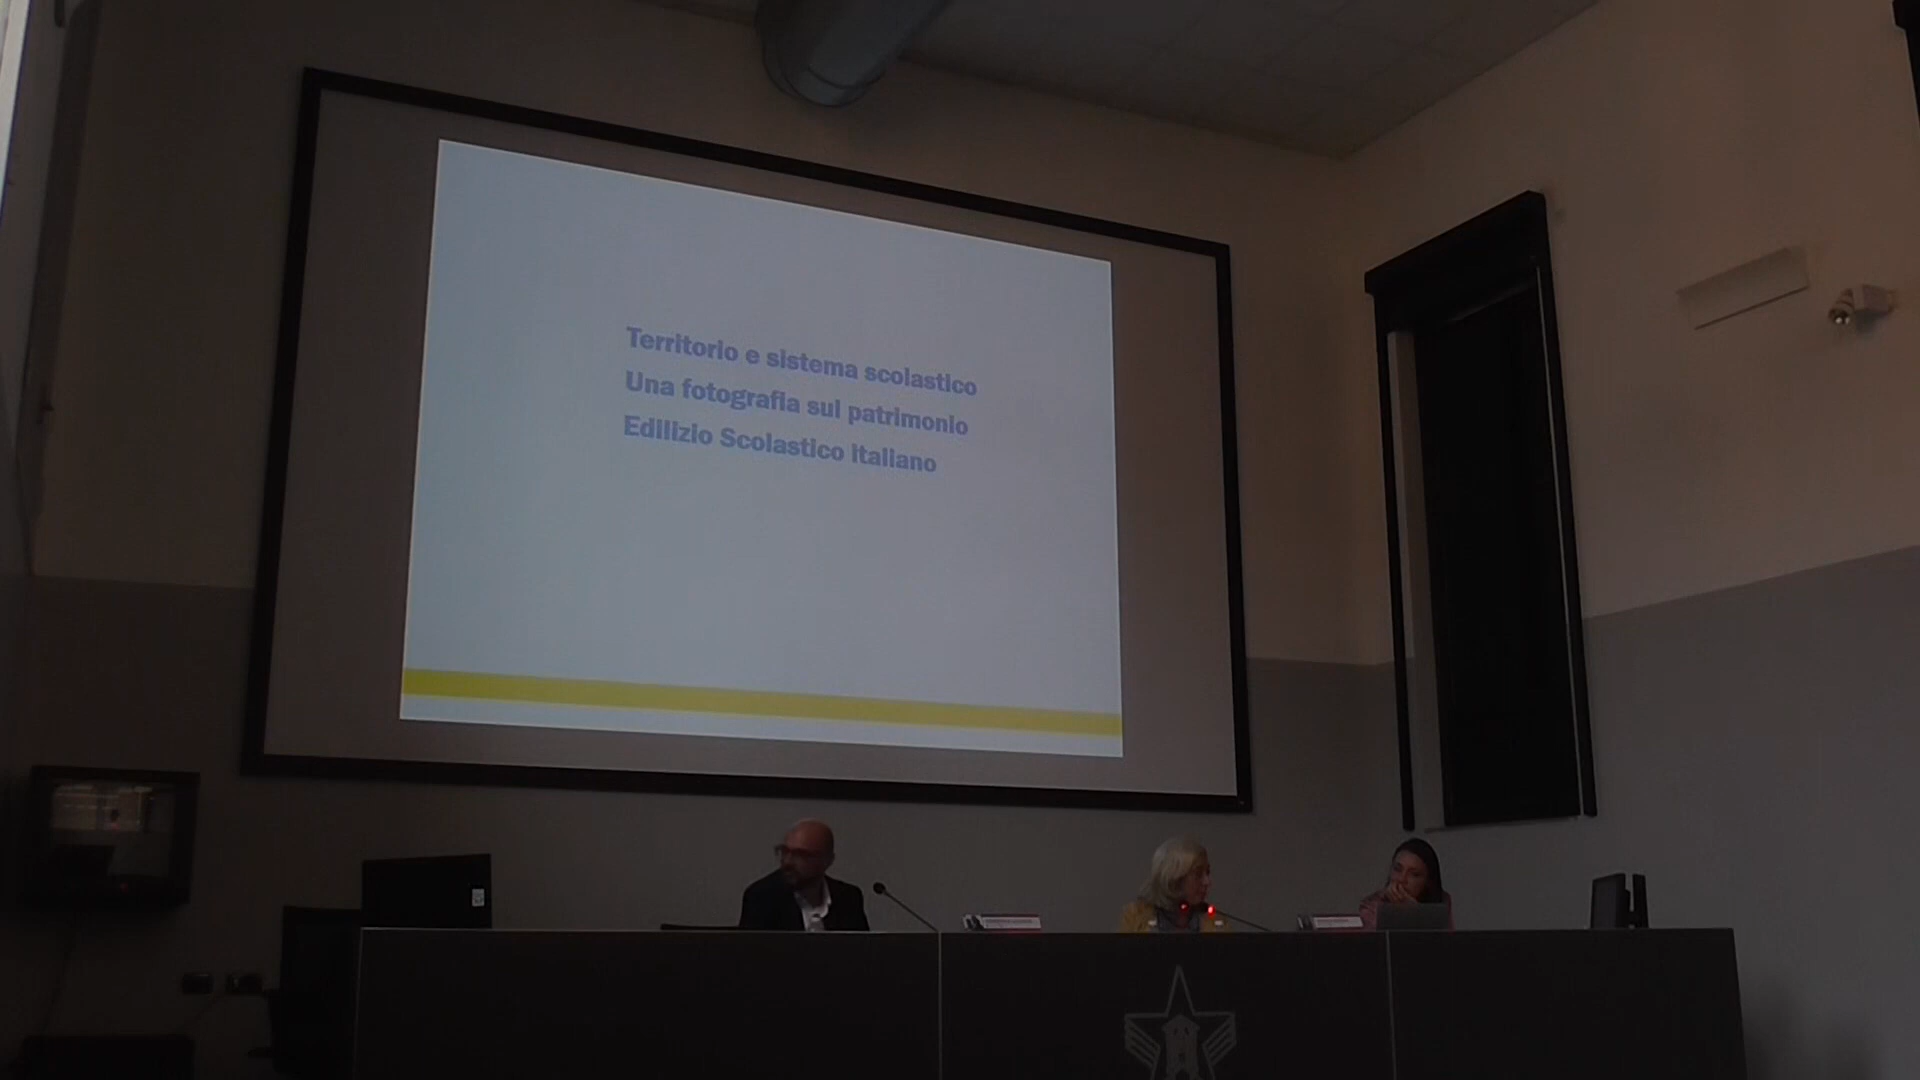 Territorio e sistema scolastico
Una fotografia sul patrimonio
Edilizio Scolastico italiano